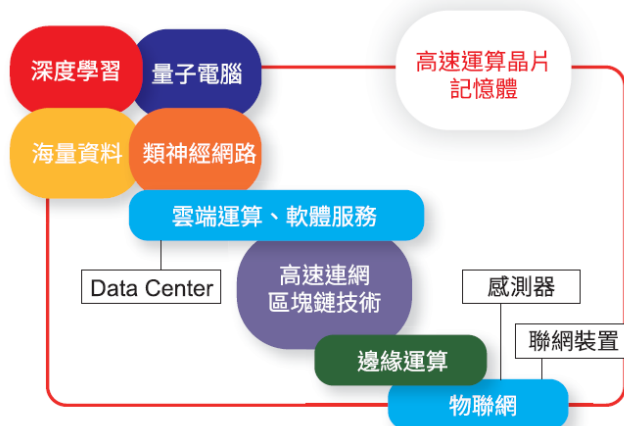 深度學習
量子電腦
高速運算晶片
記憶體
海量資料
類神經網路
雲端運算、軟體服務
Data Center
高速連網
區塊鏈技術
感測器
聯網裝置
邊緣運算
物聯網